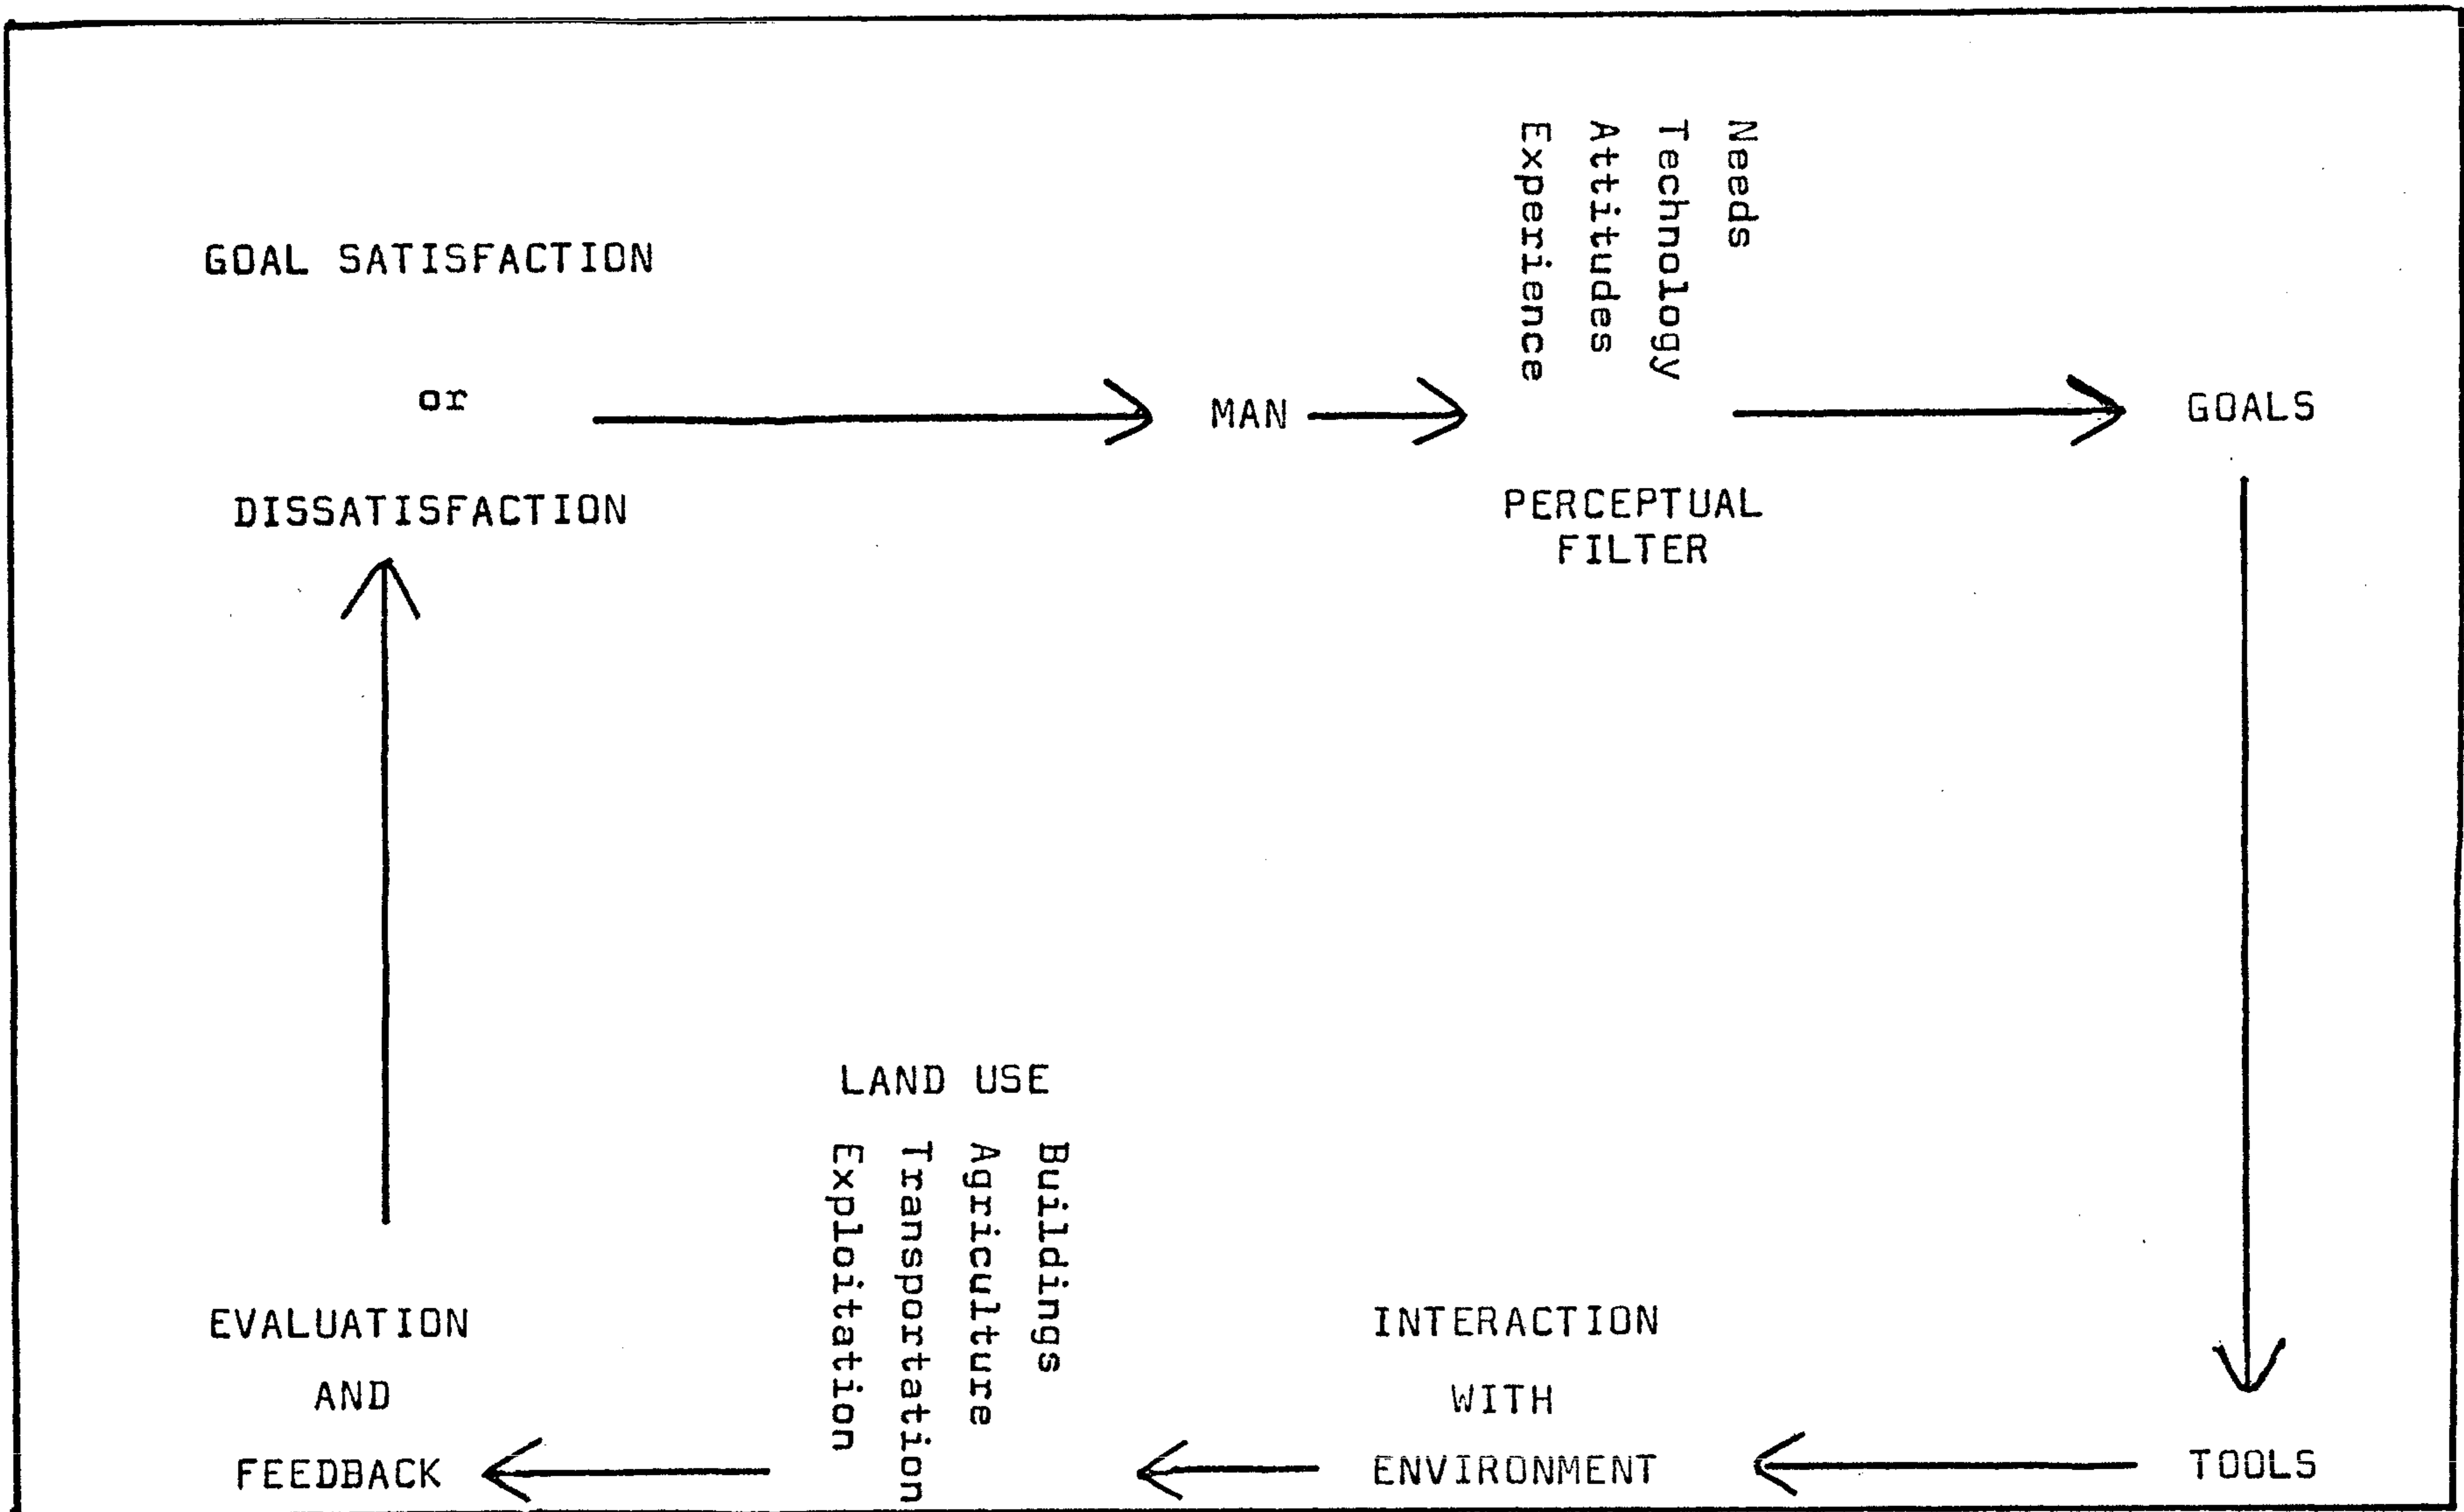 Needs
Technology
Attitudes
Experience
GOAL SATISFACTION
or
DISSATISFACTION
MAN
GOALS
PERCEPTUAL
FILTER
LAND USE
Buildings
Agriculture
Transportation
Exploitation
EVALUATION
AND
FEEDBACK
INTERACTION
WITH
ENVIRONMENT
TOOLS